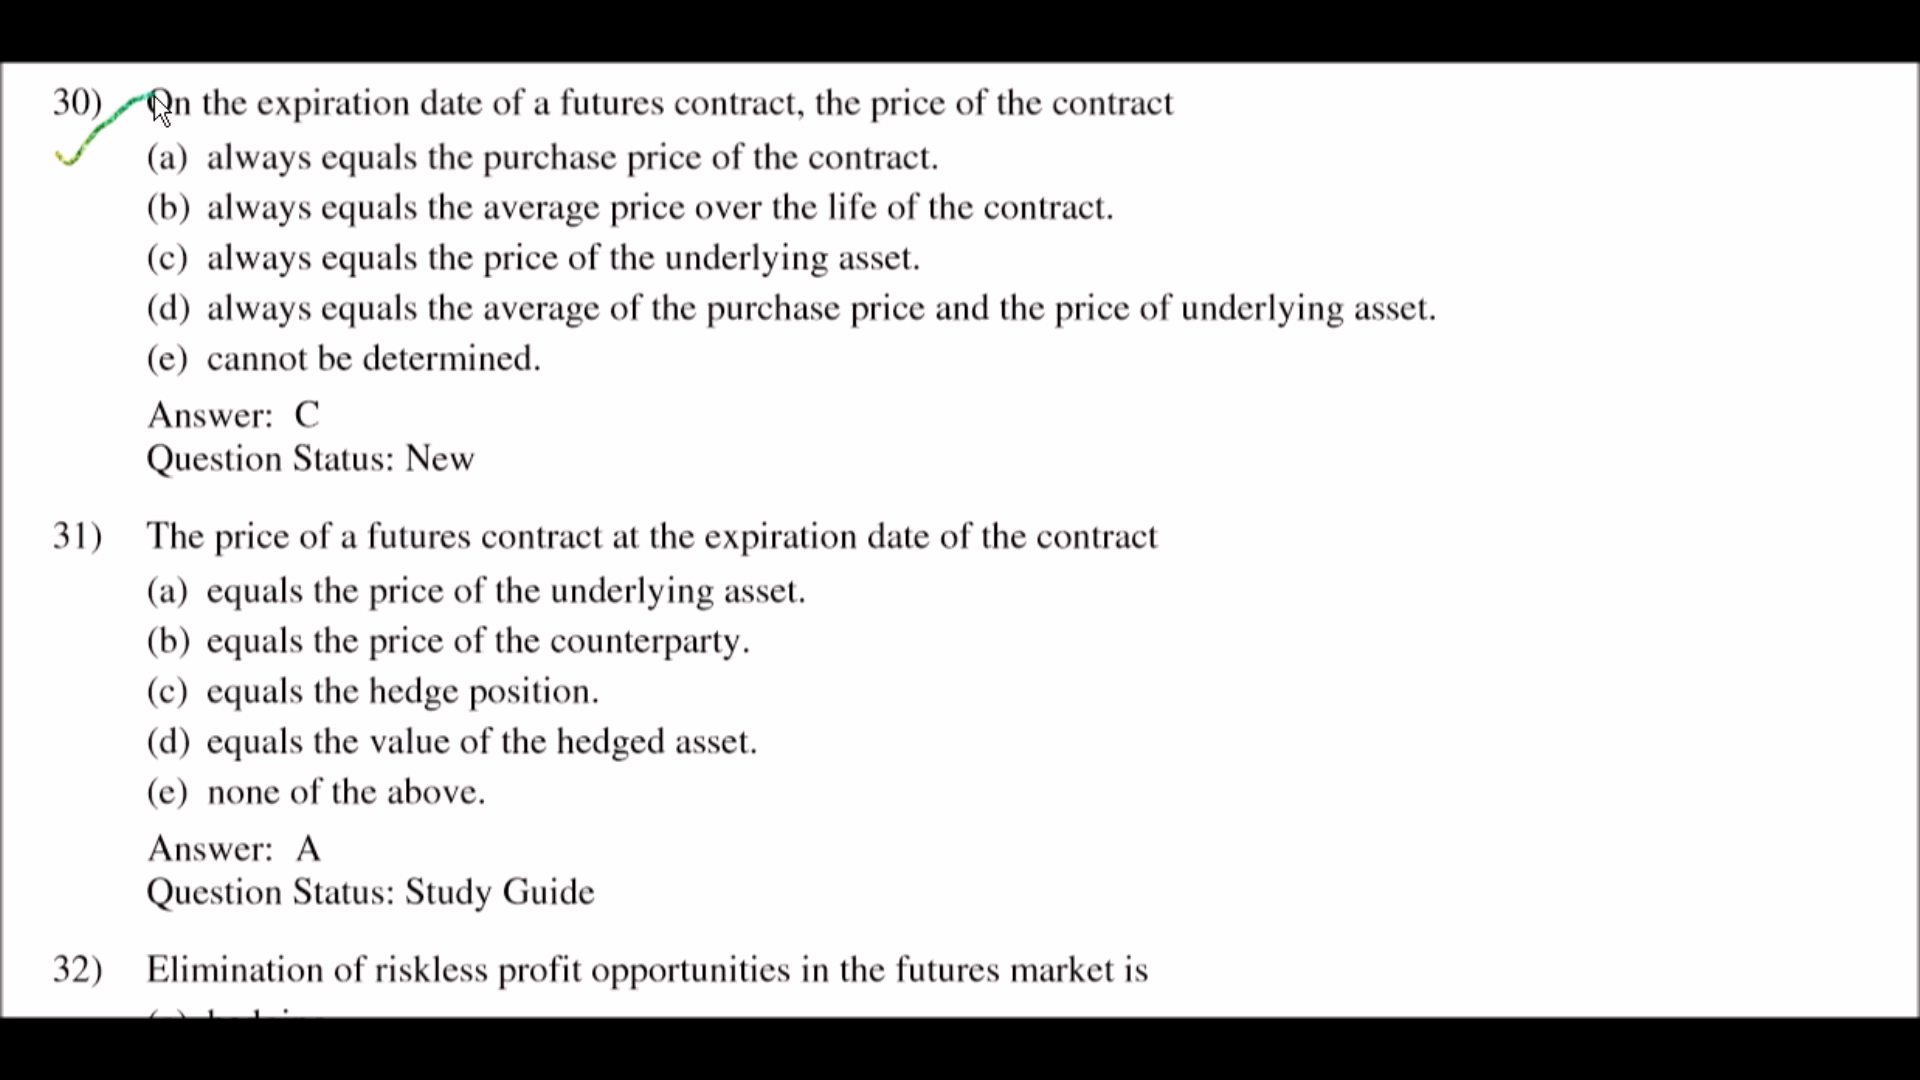 30) On the expiration date of a futures contract, the price of the contract
(a) always equals the purchase price of the contract.
(b) always equals the average price over the life of the contract.
(c) always equals the price of the underlying asset.
(d) always equals the average of the purchase price and the price of underlying asset.
(e) cannot be determined.
Answer: C
Question Status: New
31) The price of a futures contract at the expiration date of the contract
(a) equals the price of the underlying asset.
(b) equals the price of the counterparty.
(c) equals the hedge position.
(d) equals the value of the hedged asset.
(e) none of the above.
Answer: A
Question Status: Study Guide
32) Elimination of riskless profit opportunities in the futures market is